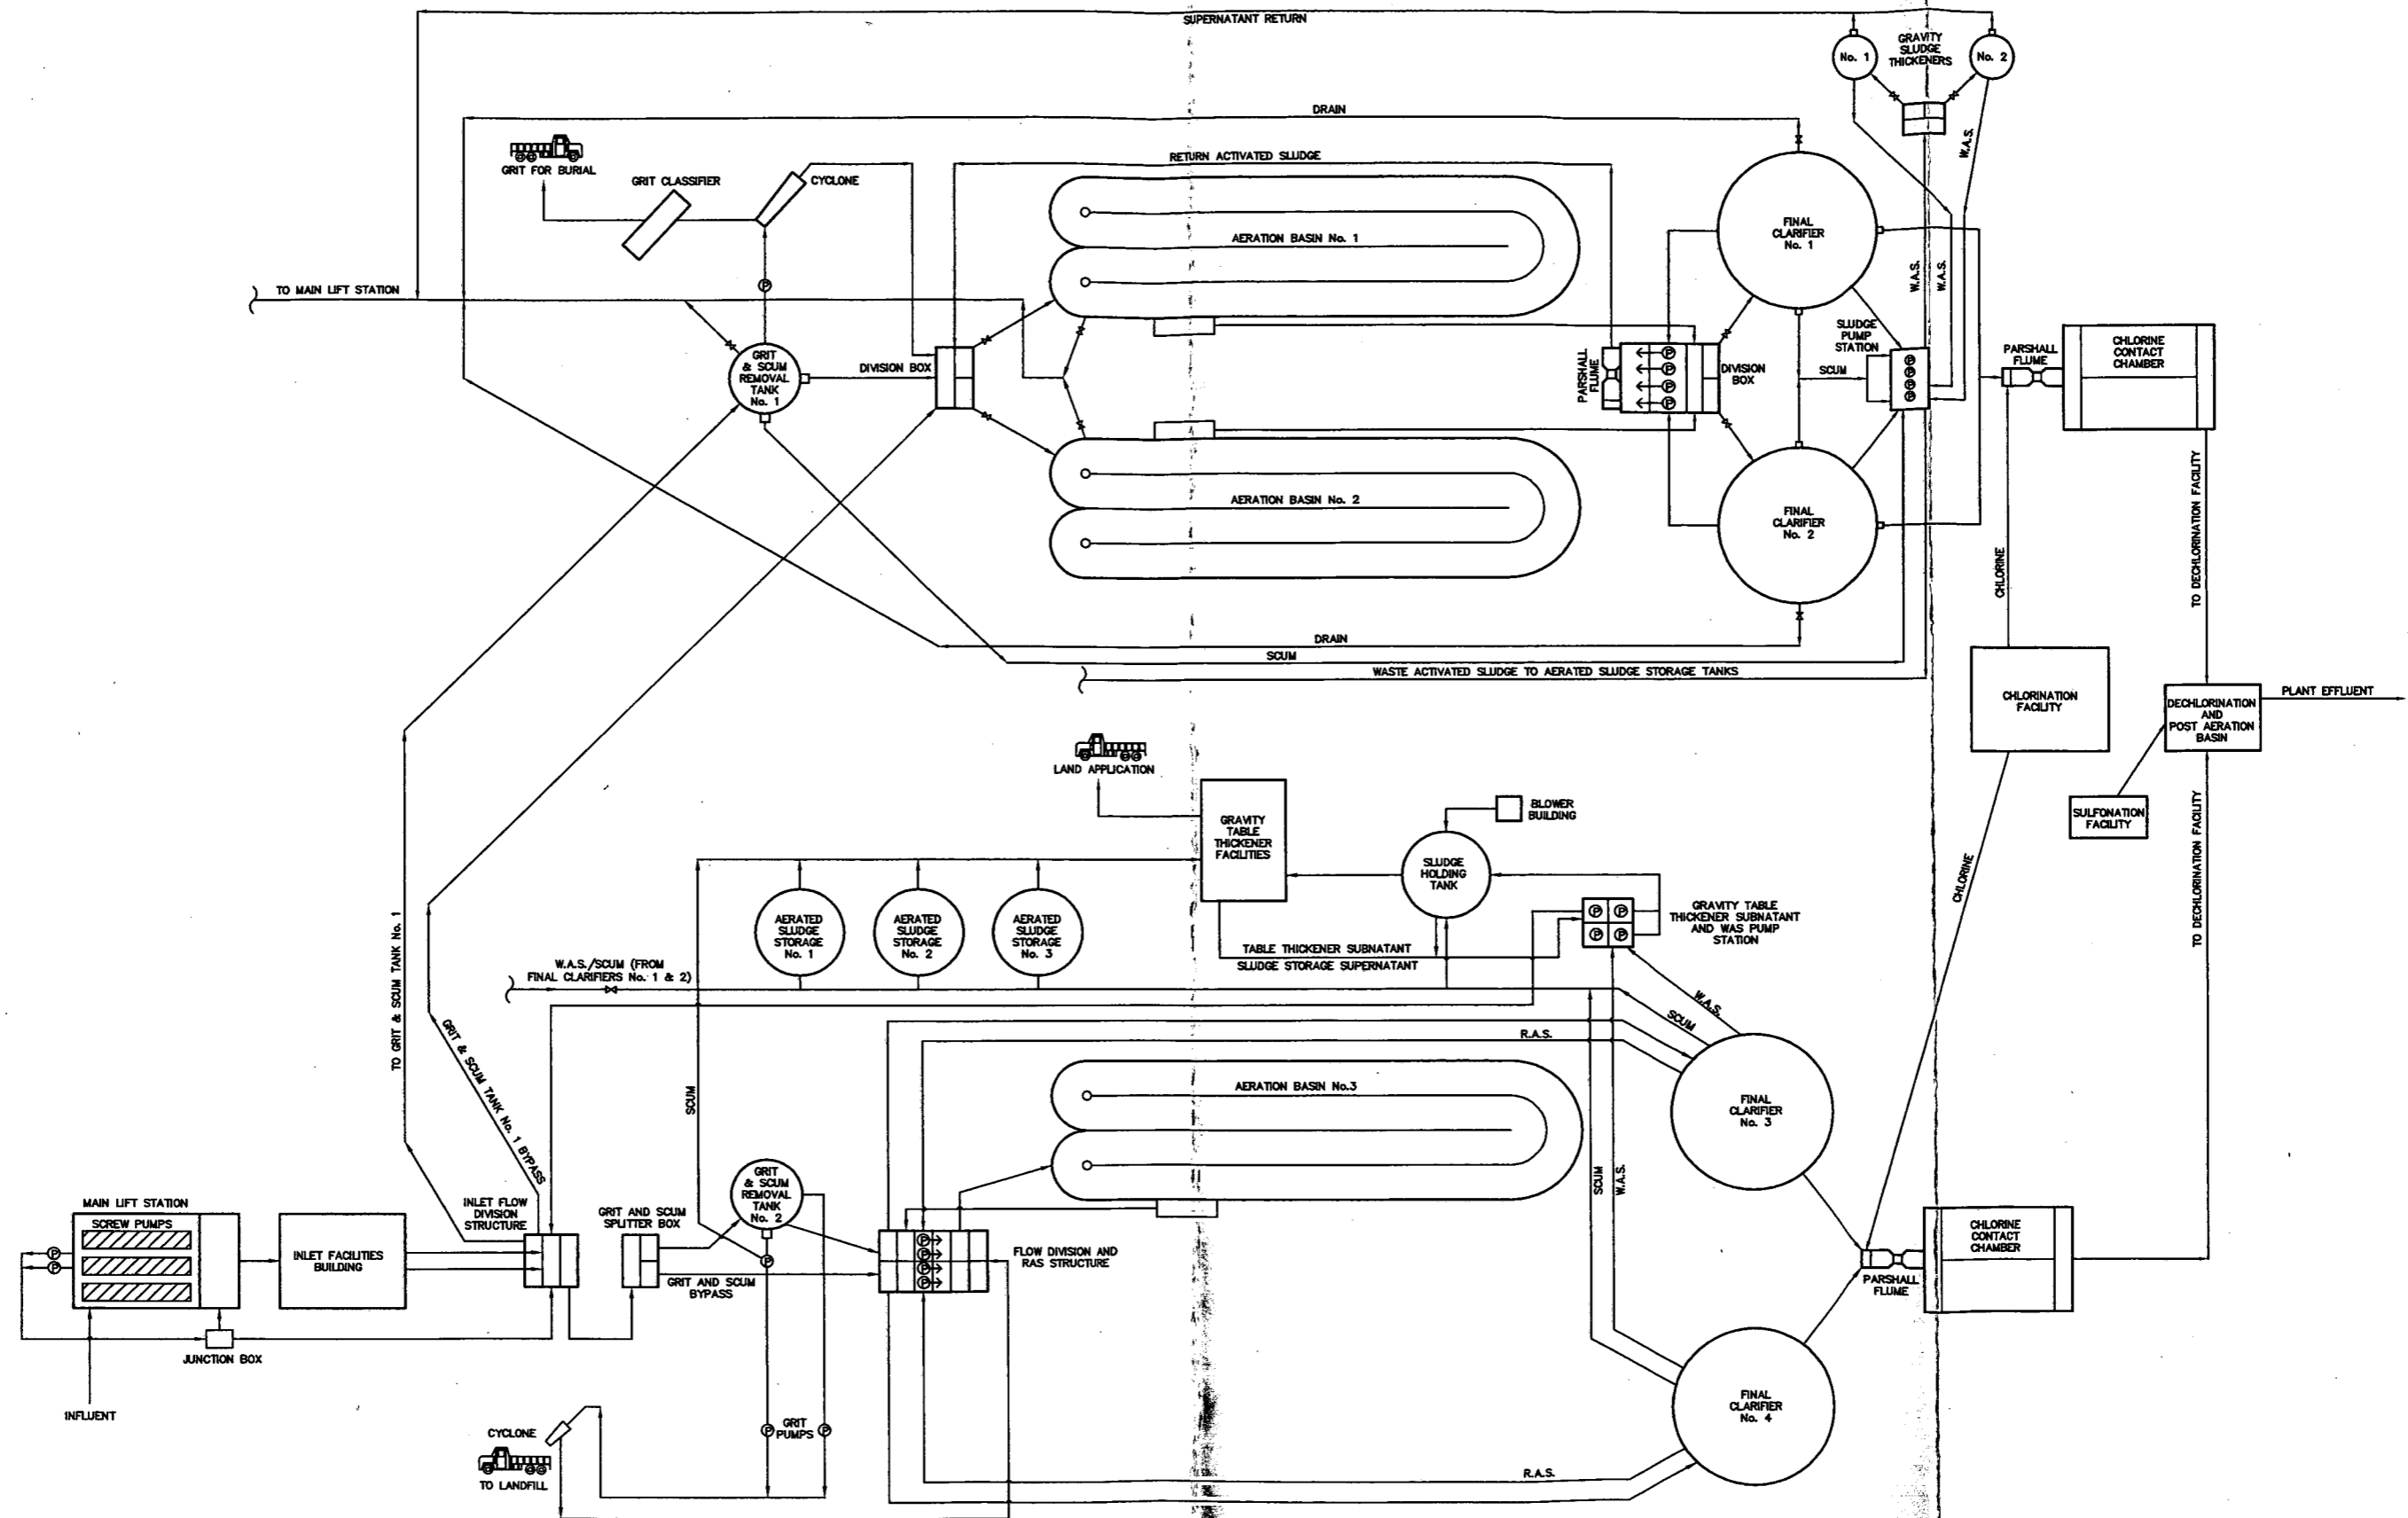 SUPERNATANT RETURN
No. 1
GRAVITY
SLUDGE
THICKENERS
No. 2
DRAIN
GRIT FOR BURIAL
GRIT CLASSIFIER
CYCLONE
RETURN ACTIVATED SLUDGE
W.A.S.
AERATION BASIN No. 1
FINAL
CLARIFIER
No. 1
W.A.S.
W.A.S.
TO MAIN LIFT STATION
GRIT
& SCUM
REMOVAL
TANK
No. 1
DIVISION BOX
PARSHALL
FLUME
P
P
P
P
P
DIVISION
BOX
SLUDGE
PUMP
STATION
SCUM
P
P
P
P
PARSHALL
FLUME
CHLORINE
CONTACT
CHAMBER
AERATION BASIN No. 2
FINAL
CLARIFIER
No. 2
CHLORINE
TO DECHLORINATION FACILITY
DRAIN
SCUM
WASTE ACTIVATED SLUDGE TO AERATED SLUDGE STORAGE TANKS
CHLORINATION
FACILITY
DECHLORINATION
AND
POST AERATION
BASIN
PLANT EFFLUENT
SULFONATION
FACILITY
LAND APPLICATION
GRAVITY
TABLE
THICKENER
FACILITIES
BLOWER
BUILDING
SLUDGE
HOLDING
TANK
AERATED
SLUDGE
STORAGE
No. 1
AERATED
SLUDGE
STORAGE
No. 2
AERATED
SLUDGE
STORAGE
No. 3
TABLE THICKENER SUBNATANT
SLUDGE STORAGE SUPERNATANT
P
P
P
P
GRAVITY TABLE
THICKENER SUBNATANT
AND WAS PUMP
STATION
CHLORINE
TO DECHLORINATION FACILITY
W.A.S./SCUM (FROM
FINAL CLARIFIERS No. 1 & 2)
TO GRIT & SCUM TANK No. 1
GRIT & SCUM TANK No. 1 BYPASS
SCUM
W.A.S.
SCUM
R.A.S.
AERATION BASIN No.3
FINAL
CLARIFIER
No. 3
SCUM
W.A.S.
MAIN LIFT STATION
SCREW PUMPS
P
P
INLET FACILITIES
BUILDING
INLET FLOW
DIVISION
STRUCTURE
GRIT AND SCUM
SPLITTER BOX
GRIT
& SCUM
REMOVAL
TANK
No. 2
P
GRIT AND SCUM
BYPASS
P
P
P
P
FLOW DIVISION AND
RAS STRUCTURE
CHLORINE
CONTACT
CHAMBER
PARSHALL
FLUME
JUNCTION BOX
INFLUENT
CYCLONE
TO LANDFILL
P
GRIT
PUMPS
P
FINAL
CLARIFIER
No. 4
R.A.S.